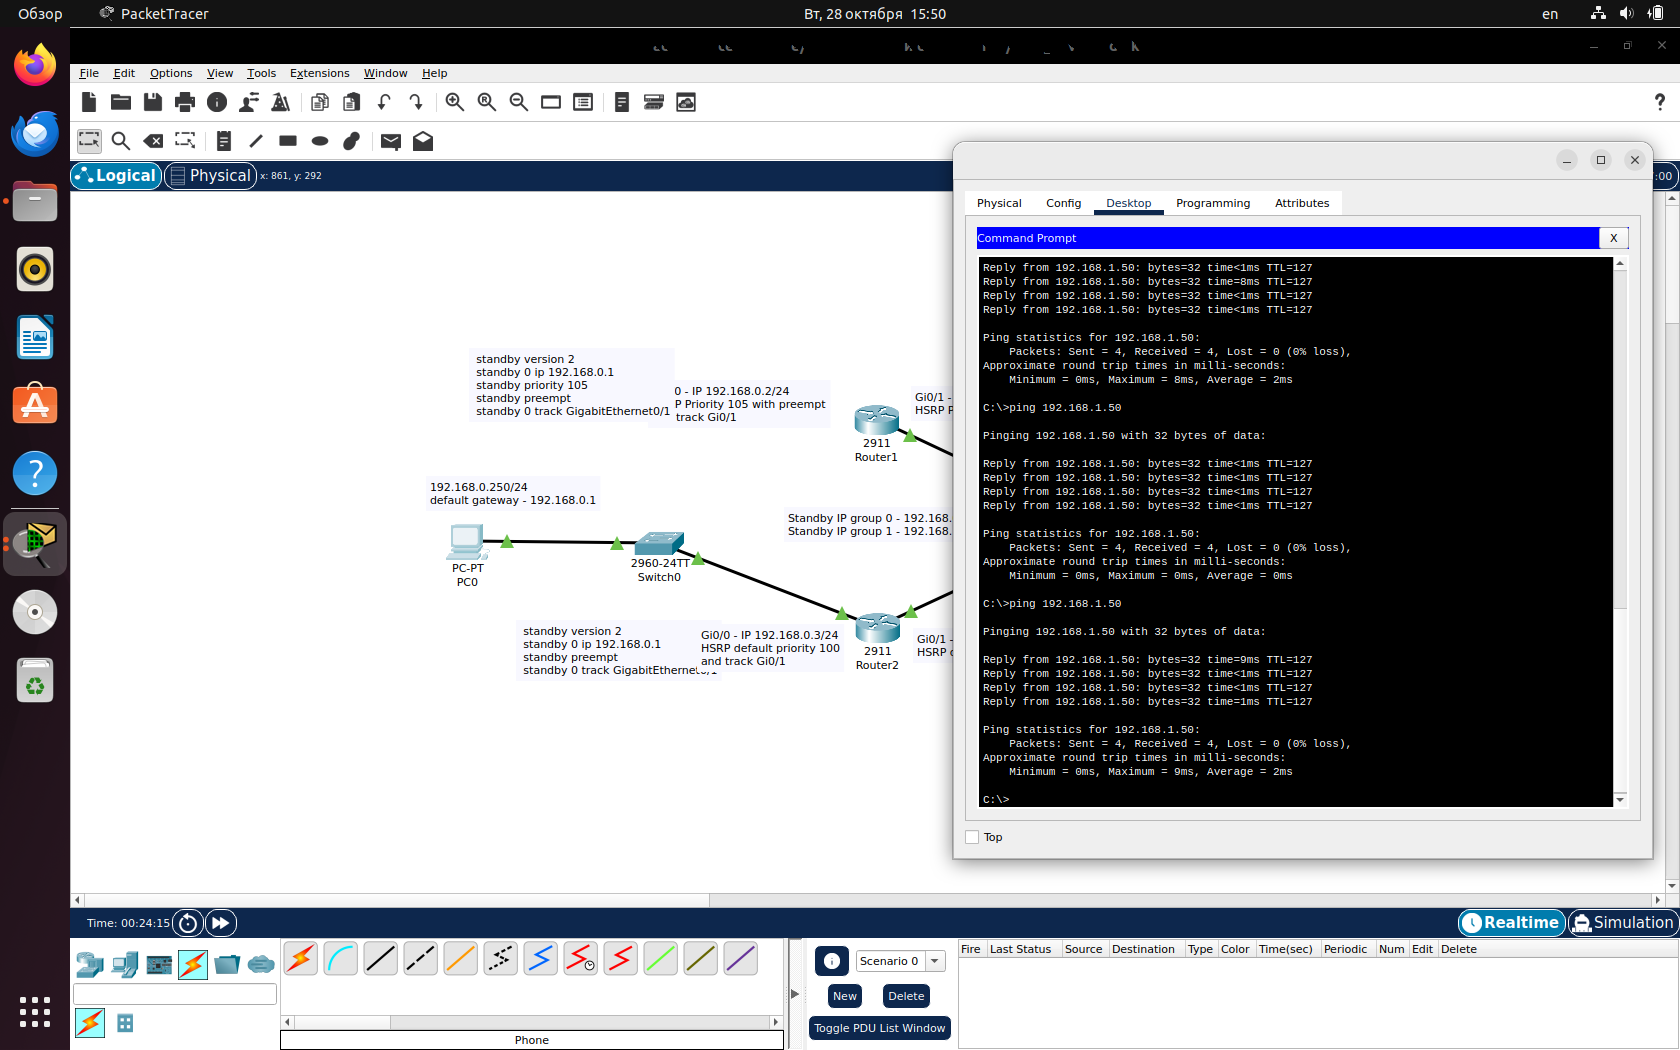 Обзор
PacketTracer
Вт, 28 октября 15:50
en
File Edit Options View Tools Extensions Window Help
Logical
Physical
x: 861, y: 292
:00
standby version 2
standby 0 ip 192.168.0.1
standby priority 105
standby preempt
standby 0 track GigabitEthernet0/1
0 - IP 192.168.0.2/24
P Priority 105 with preempt
track Gi0/1
Gi0/1 -
HSRP P
2911
Router1
192.168.0.250/24
default gateway - 192.168.0.1
PC-PT
PC0
2960-24TT
Switch0
Standby IP group 0 - 192.168.
Standby IP group 1 - 192.168.
standby version 2
standby 0 ip 192.168.0.1
standby preempt
standby 0 track GigabitEthernet0/1
Gi0/0 - IP 192.168.0.3/24
HSRP default priority 100
and track Gi0/1
2911
Router2
Gi0/1 -
HSRP
Physical Config Desktop Programming Attributes
Command Prompt
X
Reply from 192.168.1.50: bytes=32 time<1ms TTL=127
Reply from 192.168.1.50: bytes=32 time=8ms TTL=127
Reply from 192.168.1.50: bytes=32 time<1ms TTL=127
Reply from 192.168.1.50: bytes=32 time<1ms TTL=127
Ping statistics for 192.168.1.50:
Packets: Sent = 4, Received = 4, Lost = 0 (0% loss),
Approximate round trip times in milli-seconds:
Minimum = 0ms, Maximum = 8ms, Average = 2ms
C:\>ping 192.168.1.50
Pinging 192.168.1.50 with 32 bytes of data:
Reply from 192.168.1.50: bytes=32 time<1ms TTL=127
Reply from 192.168.1.50: bytes=32 time<1ms TTL=127
Reply from 192.168.1.50: bytes=32 time<1ms TTL=127
Reply from 192.168.1.50: bytes=32 time<1ms TTL=127
Ping statistics for 192.168.1.50:
Packets: Sent = 4, Received = 4, Lost = 0 (0% loss),
Approximate round trip times in milli-seconds:
Minimum = 0ms, Maximum = 0ms, Average = 0ms
C:\>ping 192.168.1.50
Pinging 192.168.1.50 with 32 bytes of data:
Reply from 192.168.1.50: bytes=32 time=9ms TTL=127
Reply from 192.168.1.50: bytes=32 time<1ms TTL=127
Reply from 192.168.1.50: bytes=32 time<1ms TTL=127
Reply from 192.168.1.50: bytes=32 time=1ms TTL=127
Ping statistics for 192.168.1.50:
Packets: Sent = 4, Received = 4, Lost = 0 (0% loss),
Approximate round trip times in milli-seconds:
Minimum = 0ms, Maximum = 9ms, Average = 2ms
C:\>
Top
Time: 00:24:15
Realtime
Simulation
Phone
Scenario 0
New
Delete
Toggle PDU List Window
Fire Last Status Source Destination Type Color Time(sec) Periodic Num Edit Delete